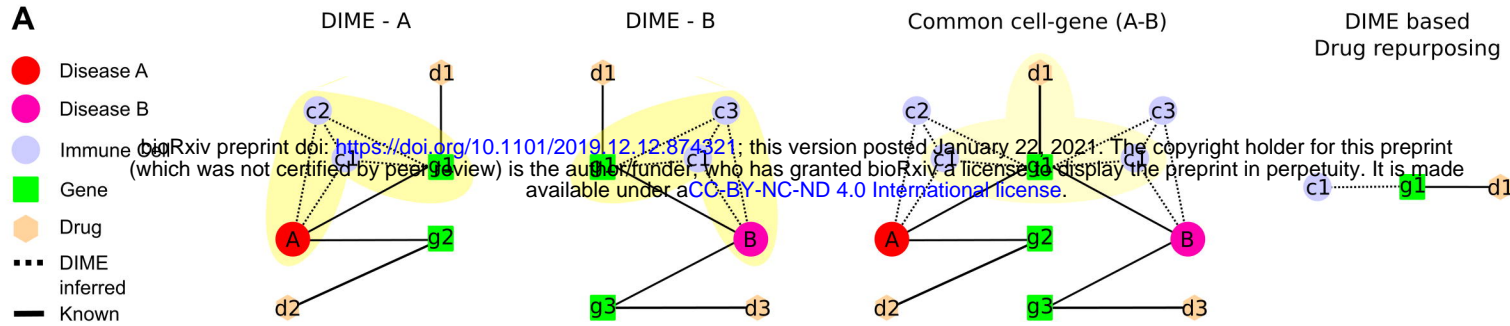 A
DIME - A
DIME - B
Common cell-gene (A-B)
DIME based
Drug repurposing
Disease A
Disease B
Immune Cell
Gene
Drug
DIME
inferred
Known
d1
c2
c1
g1
A
g2
d2
d1
c3
g1
c1
B
g3
d3
d1
c2
c3
c1
g1
c1
A
g2
B
d2
g3
d3
c1
g1
d1
bioRxiv preprint doi: https://doi.org/10.1101/2019.12.12.874321; this version posted January 22, 2021. The copyright holder for this preprint
(which was not certified by peer review) is the author/funder, who has granted bioRxiv a license to display the preprint in perpetuity. It is made
available under aCC-BY-NC-ND 4.0 International license.